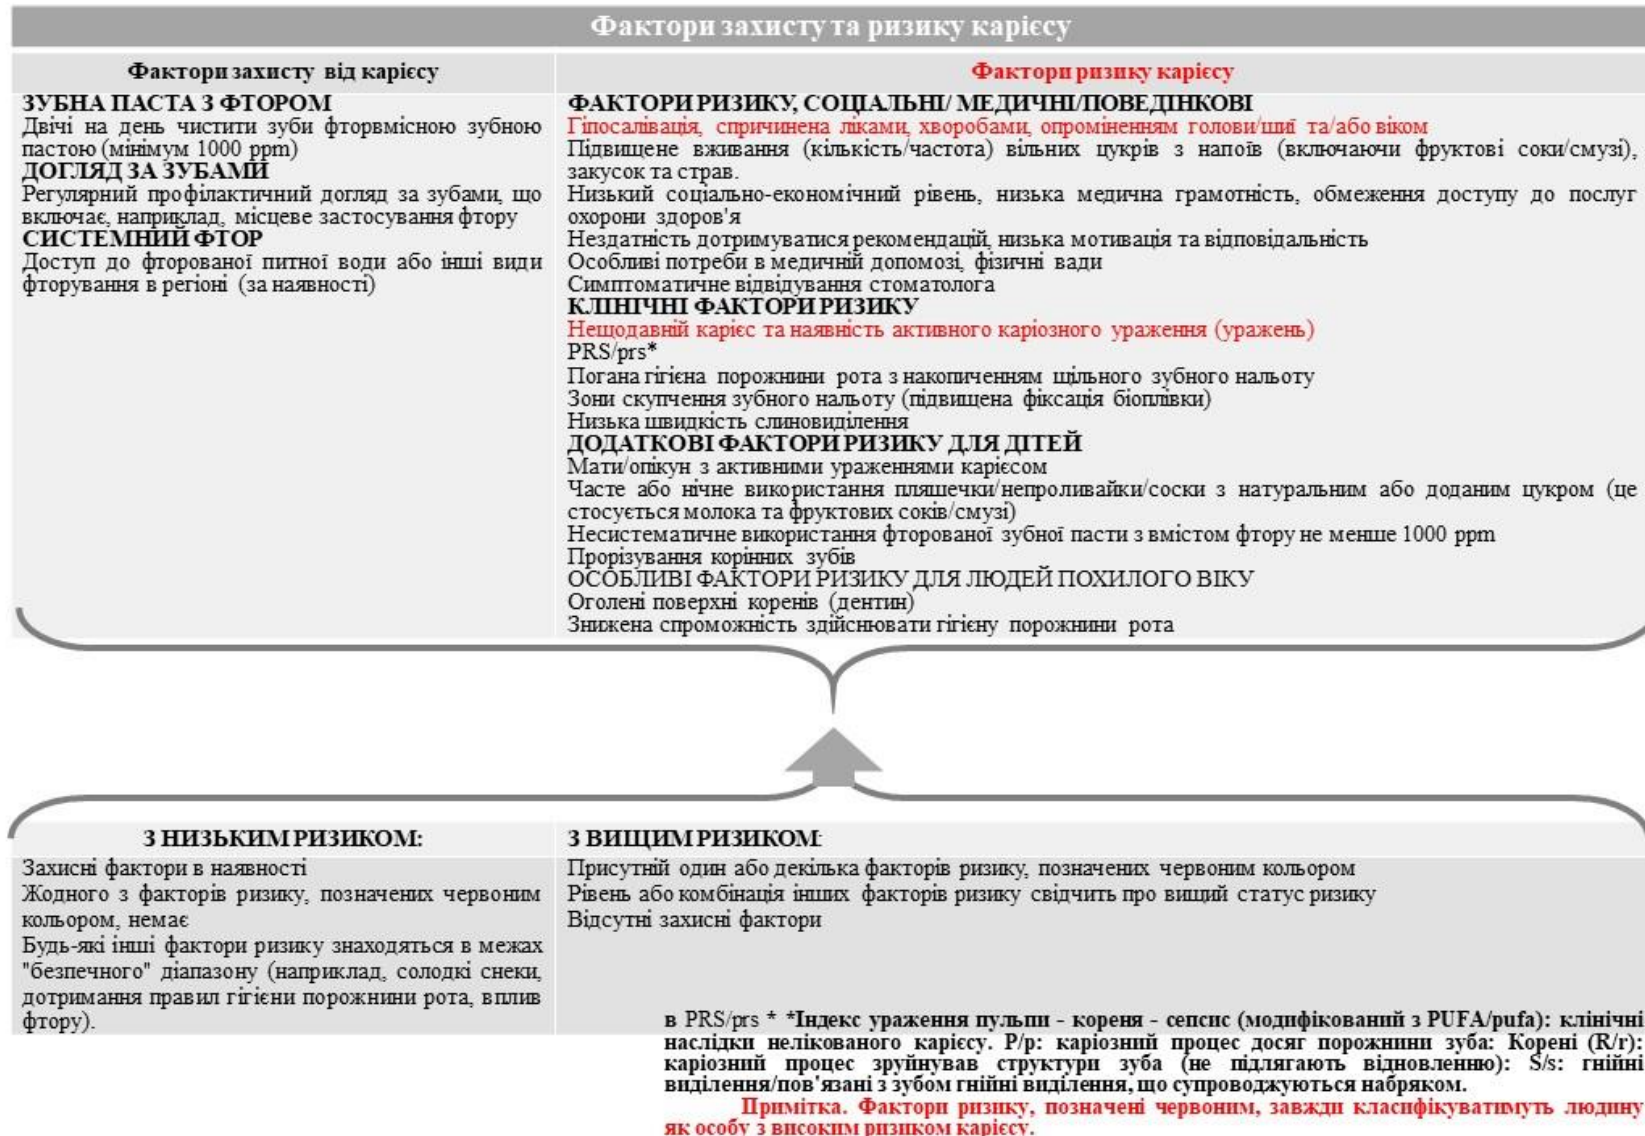 Фактори захисту та ризику карієсу
Фактори захисту від карієсу
ЗУБНА ПАСТА З ФТОРОМ
Двічі на день чистити зуби фторвмісною зубною
пастою (мінімум 1000 ppm)
ДОГЛЯД ЗА ЗУБАМИ
Регулярний профілактичний догляд за зубами, що
включає, наприклад, місцеве застосування фтору
СИСТЕМНИЙ ФТОР
Доступ до фторованої питної води або інші види
фторування в регіоні (за наявності)
Фактори ризику карієсу
ФАКТОРИ РИЗИКУ, СОЦІАЛЬНІ/ МЕДИЧНІ/ПОВЕДІНКОВІ
Гіпосалівація, спричинена ліками, хворобами, опроміненням голови/шиї та/або віком
Підвищене вживання (кількість/частота) вільних цукрів з напоїв (включаючи фруктові соки/смузі),
закусок та страв.
Низький соціально-економічний рівень, низька медична грамотність, обмеження доступу до послуг
охорони здоров'я
Нездатність дотримуватися рекомендацій, низька мотивація та відповідальність
Особливі потреби в медичній допомозі, фізичні вади
Симптоматичне відвідування стоматолога
КЛІНІЧНІ ФАКТОРИ РИЗИКУ
Нещодавній карієс та наявність активного каріозного ураження (уражень)
PRS/prs*
Погана гігієна порожнини рота з накопиченням щільного зубного нальоту
Зони скупчення зубного нальоту (підвищена фіксація біоплівки)
Низька швидкість слиновиділення
ДОДАТКОВІ ФАКТОРИ РИЗИКУ ДЛЯ ДІТЕЙ
Мати/опікун з активними ураженнями карієсом
Часте або нічне використання пляшечки/непроливайки/соски з натуральним або доданим цукром (це
стосується молока та фруктових соків/смузі)
Несистематичне використання фторованої зубної пасти з вмістом фтору не менше 1000 ppm
Прорізування корінних зубів
ОСОБЛИВІ ФАКТОРИ РИЗИКУ ДЛЯ ЛЮДЕЙ ПОХИЛОГО ВІКУ
Оголені поверхні коренів (дентин)
Знижена спроможність здійснювати гігієну порожнини рота
З НИЗЬКИМ РИЗИКОМ:
Захисні фактори в наявності
Жодного з факторів ризику, позначених червоним
кольором, немає
Будь-які інші фактори ризику знаходяться в межах
"безпечного" діапазону (наприклад, солодкі снеки,
дотримання правил гігієни порожнини рота, вплив
фтору).
З ВИЩИМ РИЗИКОМ:
Присутній один або декілька факторів ризику, позначених червоним кольором
Рівень або комбінація інших факторів ризику свідчить про вищий статус ризику
Відсутні захисні фактори
в PRS/prs * *Індекс ураження пульпи - кореня - сепсис (модифікований з PUFA/pufa): клінічні
наслідки нелікованого карієсу. P/p: каріозний процес досяг порожнини зуба: Корені (R/r):
каріозний процес зруйнував структури зуба (не підлягають відновленню): S/s: гнійні
виділення/пов'язані з зубом гнійні виділення, що супроводжуються набряком.
Примітка. Фактори ризику, позначені червоним, завжди класифікуватимуть людину
як особу з високим ризиком карієсу.